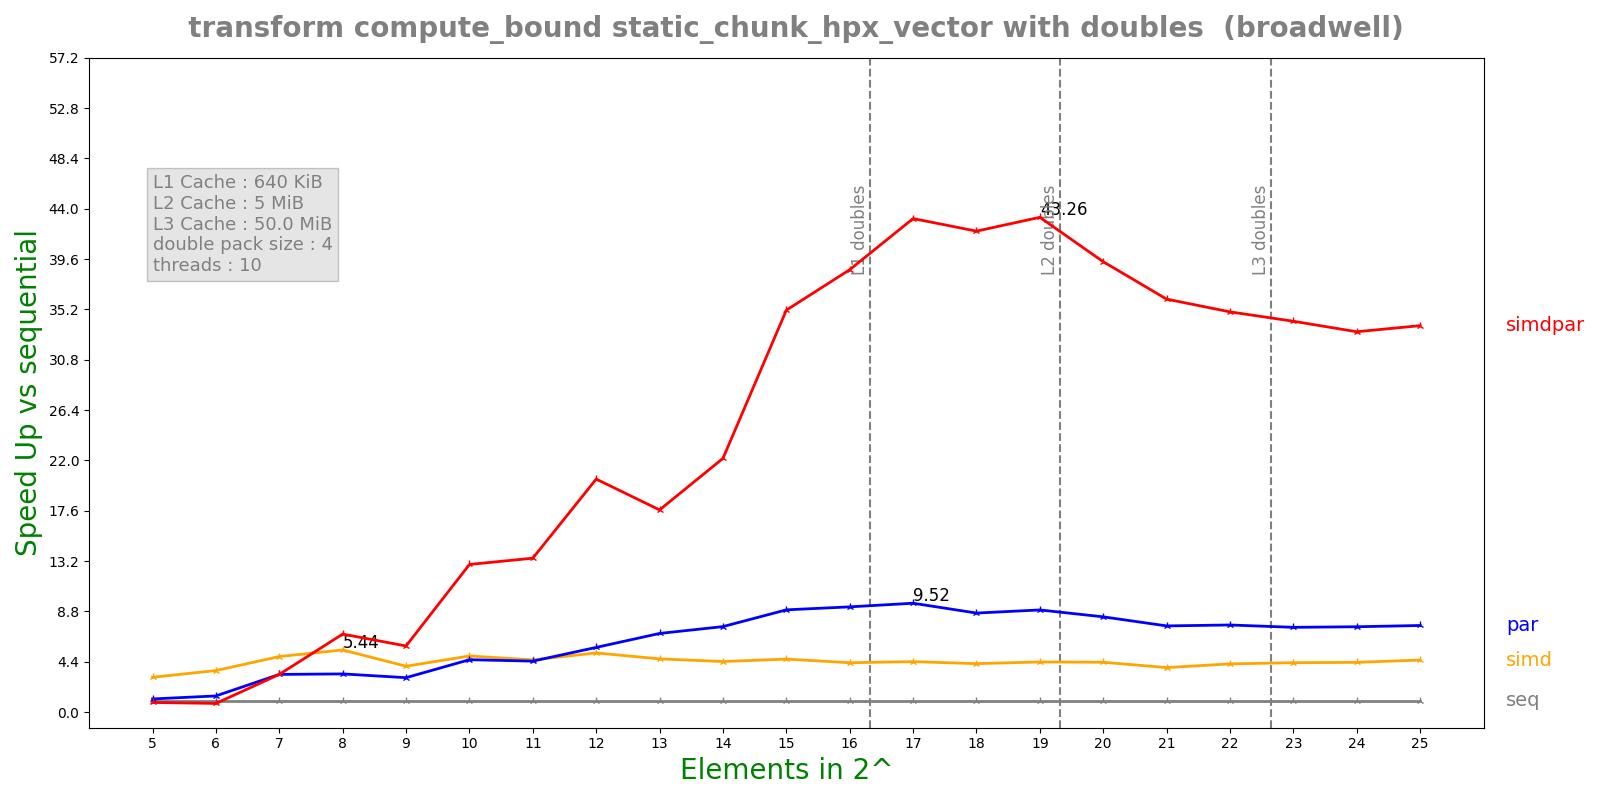 transform compute_bound static_chunk_hpx_vector with doubles (broadwell)
Speed Up vs sequential
57.2
52.8
48.4
44.0
39.6
35.2
30.8
26.4
22.0
17.6
13.2
8.8
4.4
0.0
L1 Cache : 640 KiB
L2 Cache : 5 MiB
L3 Cache : 50.0 MiB
double pack size : 4
threads : 10
L1 doubles
L2 doubles
L3 doubles
43.26
9.52
5.44
simdpar
par
simd
seq
5 6 7 8 9 10 11 12 13 14 15 16 17 18 19 20 21 22 23 24 25
Elements in 2^